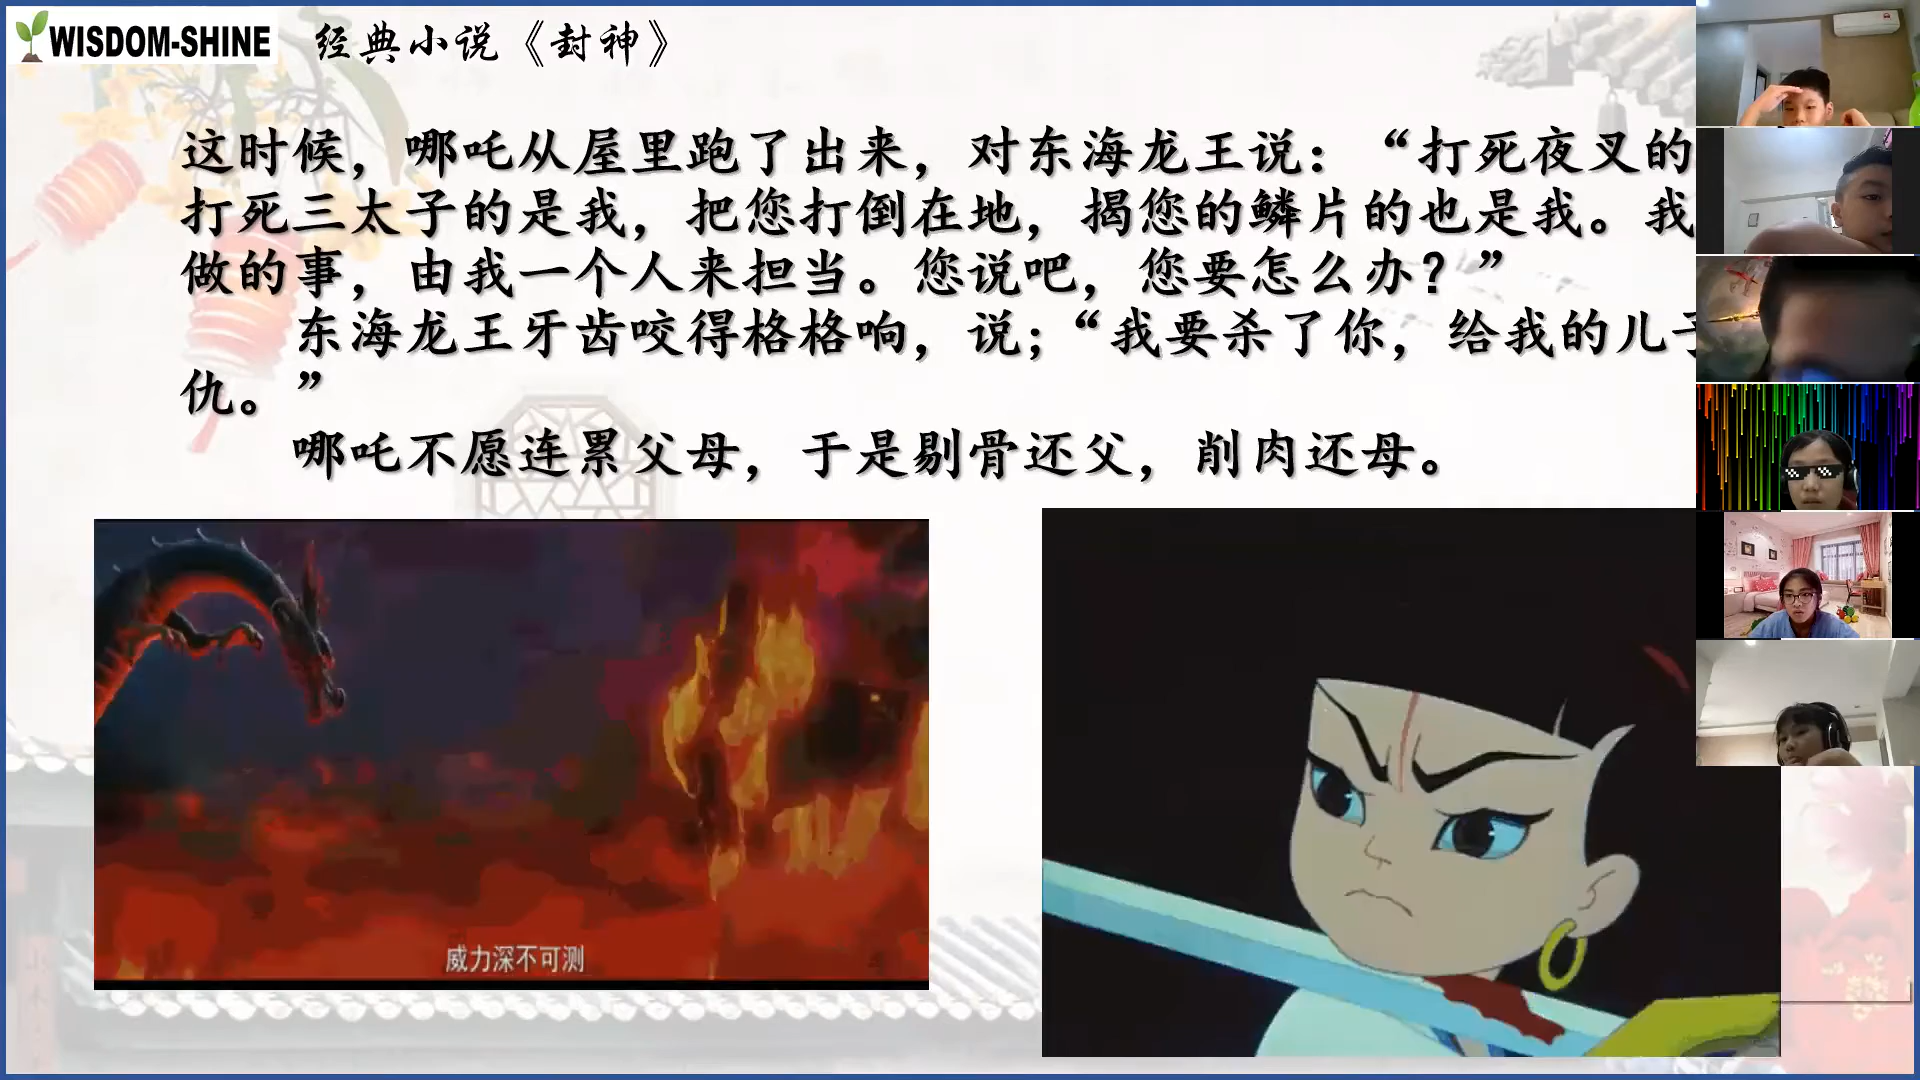 WISDOM-SHINE 经典小说《封神》
这时候，哪吒从屋里跑了出来，对东海龙王说：“打死夜叉的
打死三太子的是我，把您打倒在地，揭您的鳞片的也是我。我
做的事，由我一个人来担当。您说吧，您要怎么办？”
东海龙王牙齿咬得格格响，说；“我要杀了你，给我的儿子
仇。”
哪吒不愿连累父母，于是剔骨还父，削肉还母。
威力深不可测